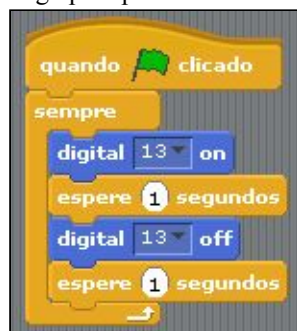 quando clicado
sempre
digital 13 on
espere 1 segundos
digital 13 off
espere 1 segundos